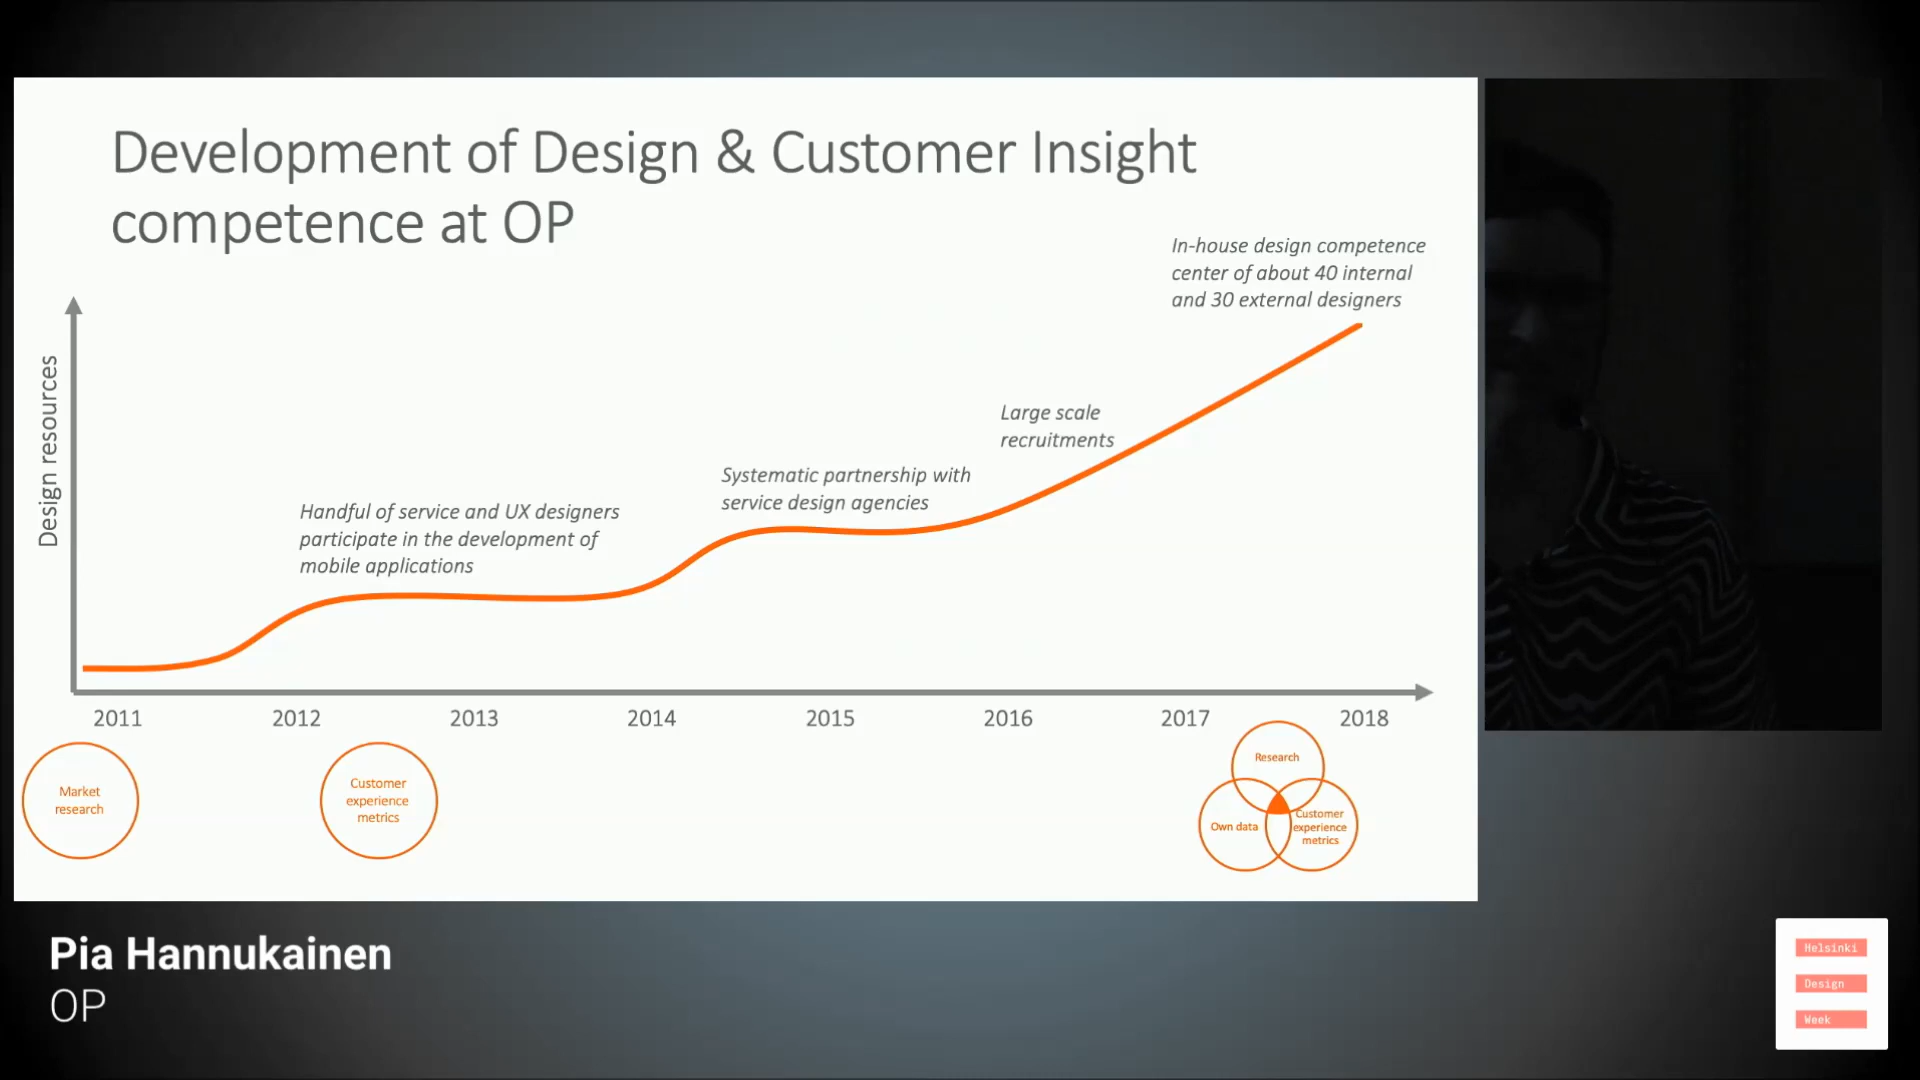 Development of Design & Customer Insight
competence at OP
In-house design competence
center of about 40 internal
and 30 external designers
Large scale
recruitments
Systematic partnership with
service design agencies
Handful of service and UX designers
participate in the development of
mobile applications
Design resources
2011 2012 2013 2014 2015 2016 2017 2018
Market
research
Customer
experience
metrics
Research
Own data
Customer
experience
metrics
Pia Hannukainen
OP
Helsinki
Design
Week